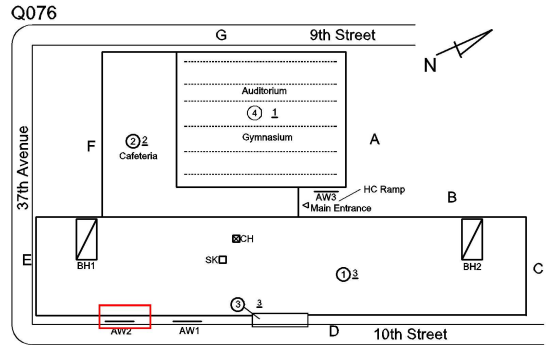 Q076
G
9th Street
N
Auditorium
4 1
Gymnasium
2 2
Cafeteria
F
A
37th Avenue
HC Ramp
AW3
Main Entrance
B
CH
SK
BH1
BH2
E
C
1 3
3 3
AW2
AW1
D
10th Street